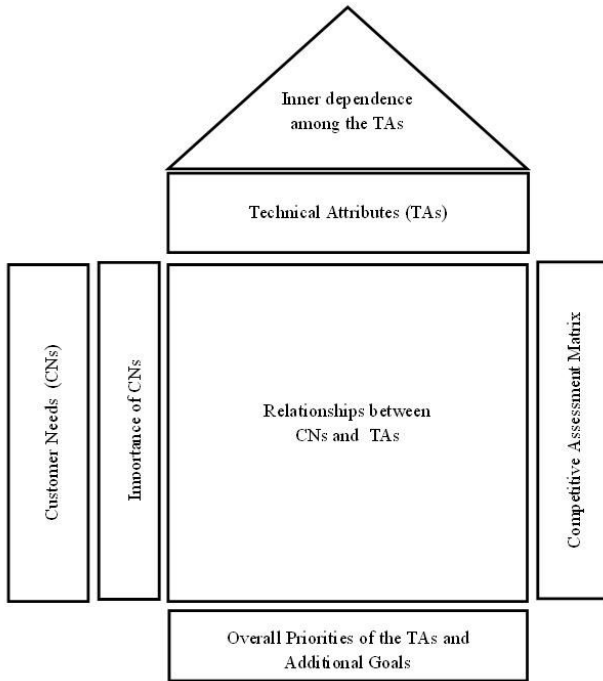 Inner dependence
among the TAs
Technical Attributes (TAs)
Customer Needs (CNs)
Importance of CNs
Relationships between
CNs and TAs
Competitive Assessment Matrix
Overall Priorities of the TAs and
Additional Goals